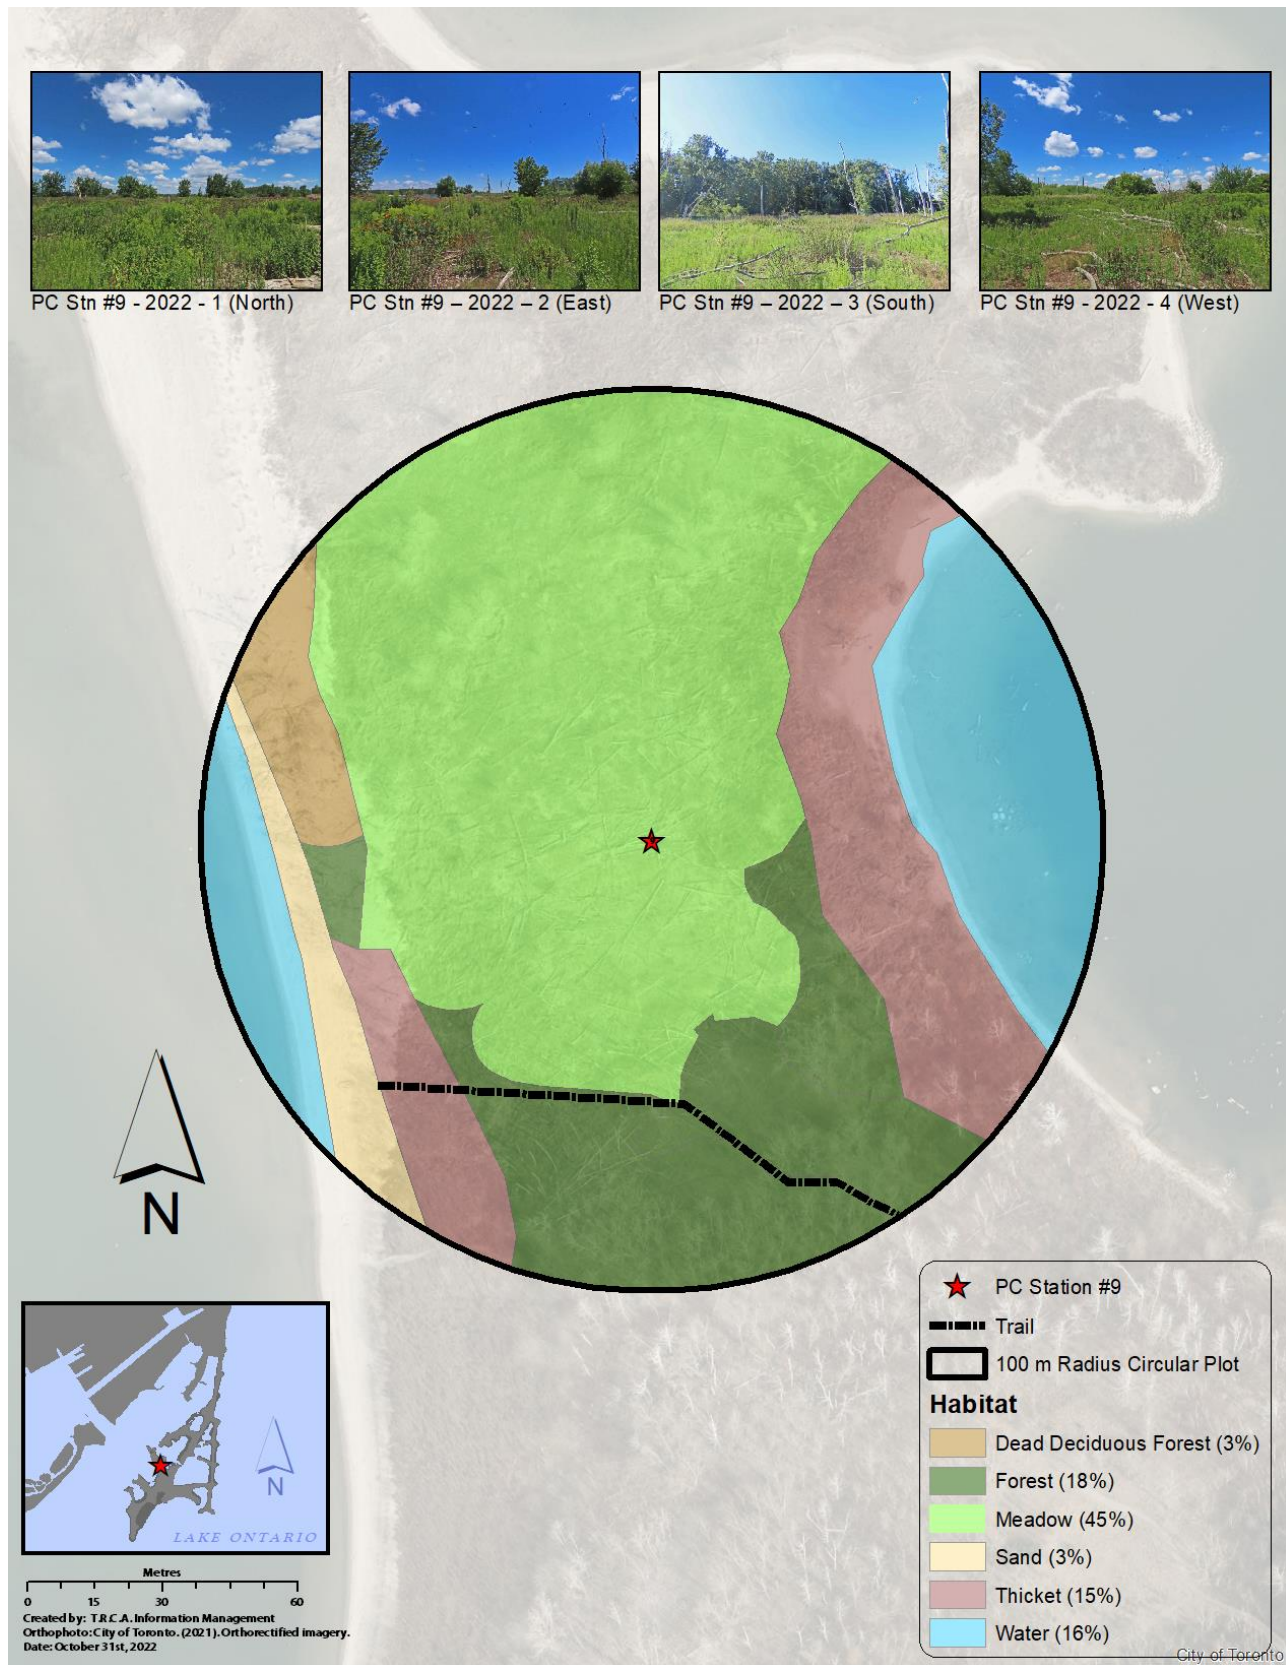 PC Stn #9 - 2022 - 1 (North)
PC Stn #9 – 2022 – 2 (East)
PC Stn #9 – 2022 – 3 (South)
PC Stn #9 - 2022 - 4 (West)
N
PC Station #9
Trail
100 m Radius Circular Plot
Habitat
Dead Deciduous Forest (3%)
Forest (18%)
Meadow (45%)
Sand (3%)
Thicket (15%)
Water (16%)
N
LAKE ONTARIO
Metres
0 15 30 60
Created by: T.R.C.A. Information Management
Orthophoto: City of Toronto. (2021). Orthorectified imagery.
Date: October 31st, 2022
City of Toronto